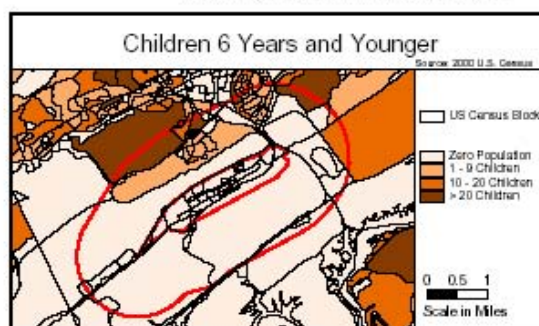 Children 6 Years and Younger
Source: 2000 U.S. Census
US Census Block
Zero Population
1 - 9 Children
10 - 20 Children
> 20 Children
0 0.5 1
Scale in Miles